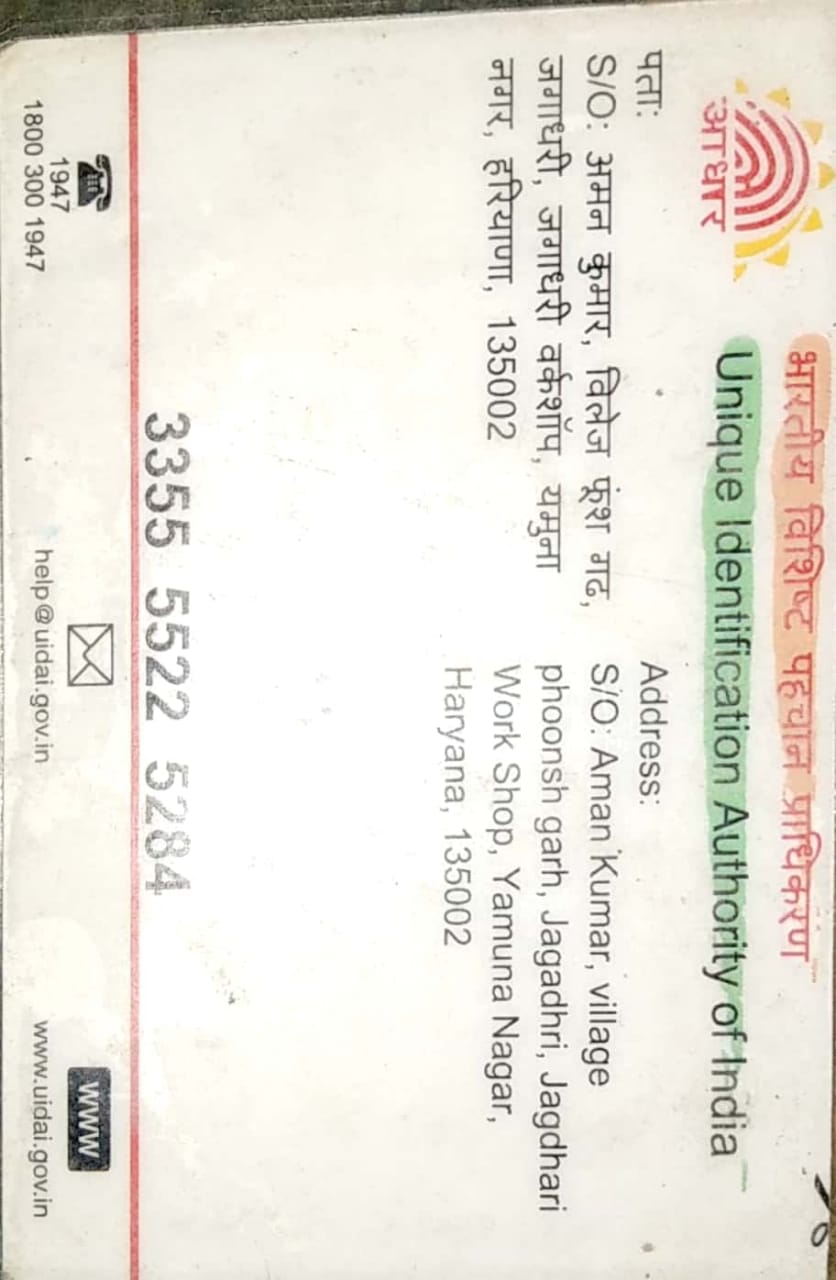 भारतीय विशिष्ट पहचान प्राधिकरण
Unique Identification Authority of India
आधार
पता:
S/O: अमन कुमार, विलेज फूंश गढ,
जगाधरी, जगाधरी वर्कशॉप, यमुना
नगर, हरियाणा, 135002
Address:
S/O: Aman Kumar, village
phoonsh garh, Jagadhri, Jagdhari
Work Shop, Yamuna Nagar,
Haryana, 135002
3355 5522 5284
1947
1800 300 1947
help@uidai.gov.in
www
www.uidai.gov.in